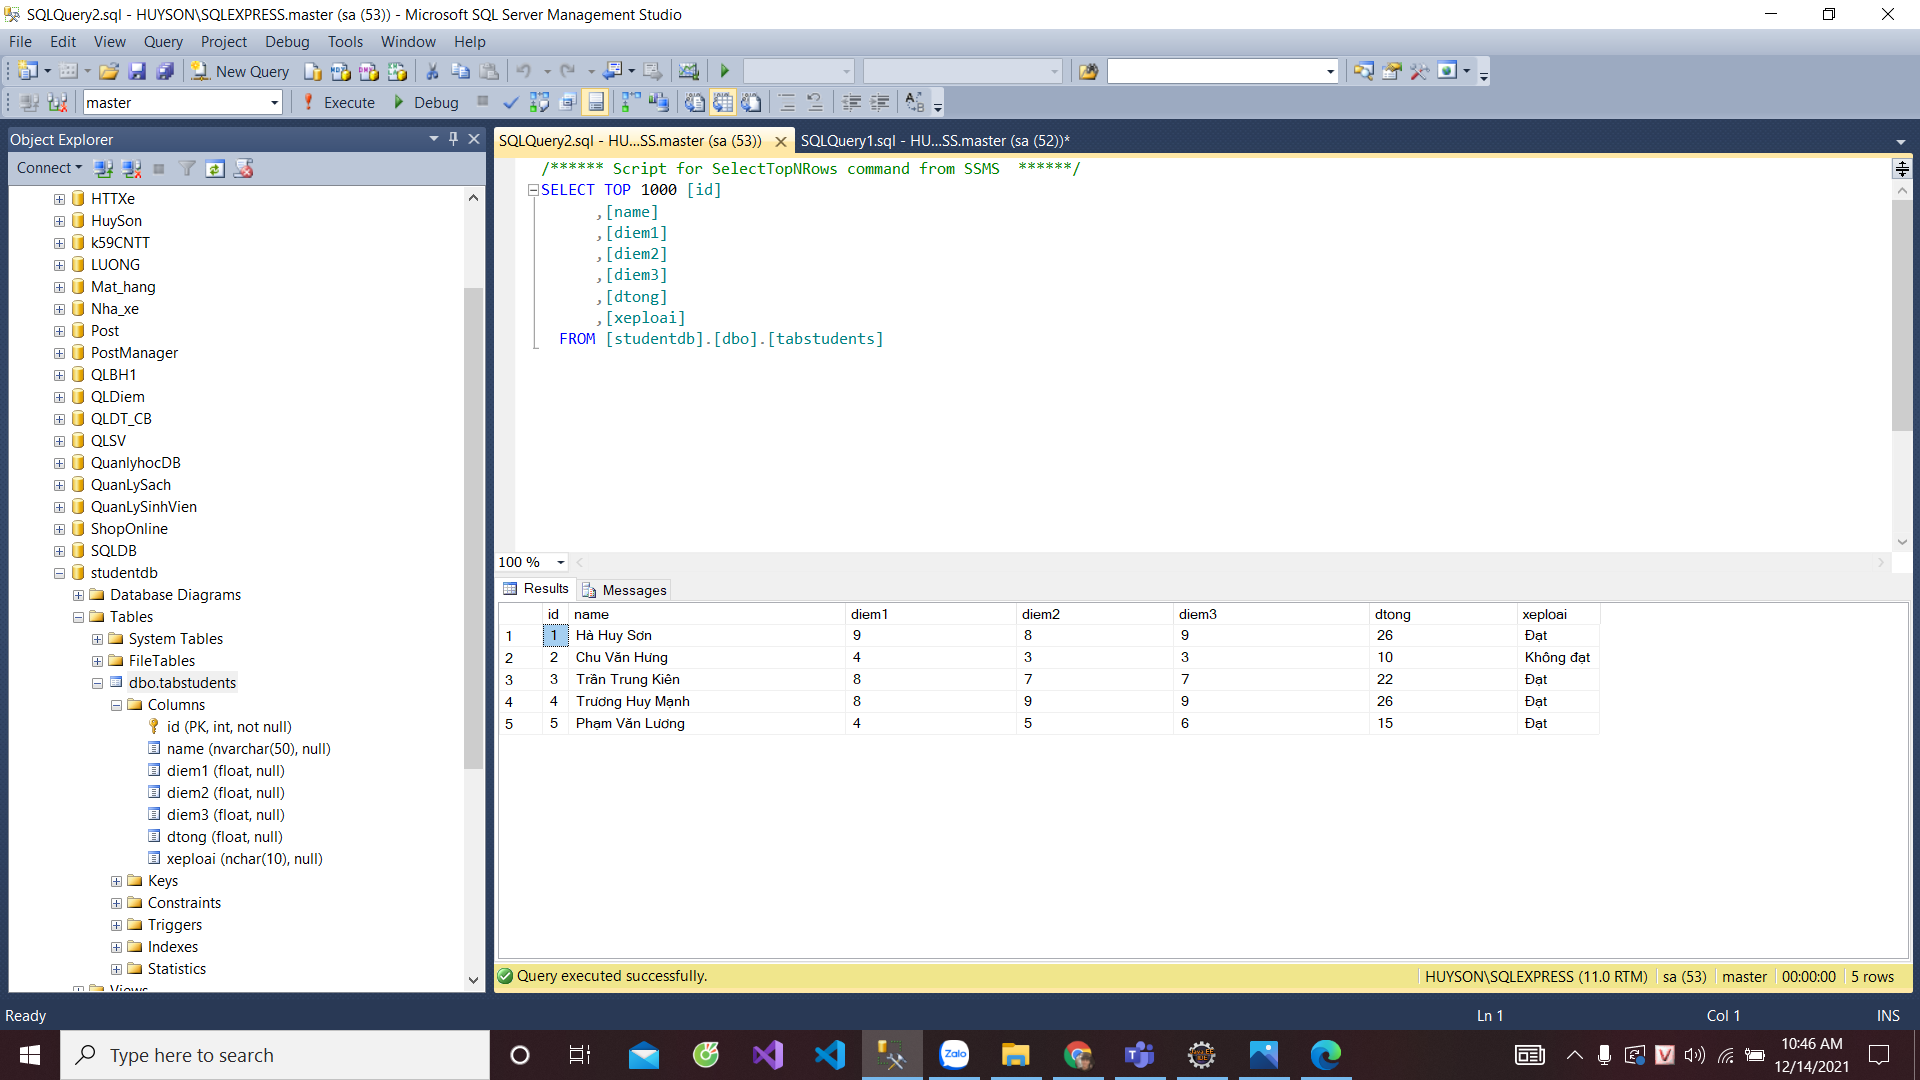 SQLQuery2.sql - HUYSON\SQLEXPRESS.master (sa (53)) - Microsoft SQL Server Management Studio
File Edit View Query Project Debug Tools Window Help
New Query
master Execute Debug
Object Explorer
Connect
HTTXe
HuySon
k59CNTT
LUONG
Mat_hang
Nha_xe
Post
PostManager
QLBH1
QLDiem
QLDT_CB
QLSV
QuanlyhocDB
QuanLySach
QuanLySinhVien
ShopOnline
SQLDB
studentdb
Database Diagrams
Tables
System Tables
FileTables
dbo.tabstudents
Columns
id (PK, int, not null)
name (nvarchar(50), null)
diem1 (float, null)
diem2 (float, null)
diem3 (float, null)
dtong (float, null)
xeploai (nchar(10), null)
Keys
Constraints
Triggers
Indexes
Statistics
Views
SQLQuery2.sql - HU...SS.master (sa (53)) SQLQuery1.sql - HU...SS.master (sa (52))*
/****** Script for SelectTopNRows command from SSMS ******/
SELECT TOP 1000 [id]
,[name]
,[diem1]
,[diem2]
,[diem3]
,[dtong]
,[xeploai]
FROM [studentdb].[dbo].[tabstudents]
100 %
Results Messages
id name diem1 diem2 diem3 dtong xeploai
1 1 Hà Huy Sơn 9 8 9 26 Đạt
2 2 Chu Văn Hưng 4 3 3 10 Không đạt
3 3 Trần Trung Kiên 8 7 7 22 Đạt
4 4 Trương Huy Mạnh 8 9 9 26 Đạt
5 5 Phạm Văn Lương 4 5 6 15 Đạt
Query executed successfully. HUYSON\SQLEXPRESS (11.0 RTM) sa (53) master 00:00:00 5 rows
Ready Ln 1 Col 1 INS
Type here to search
Zalo
10:46 AM
12/14/2021